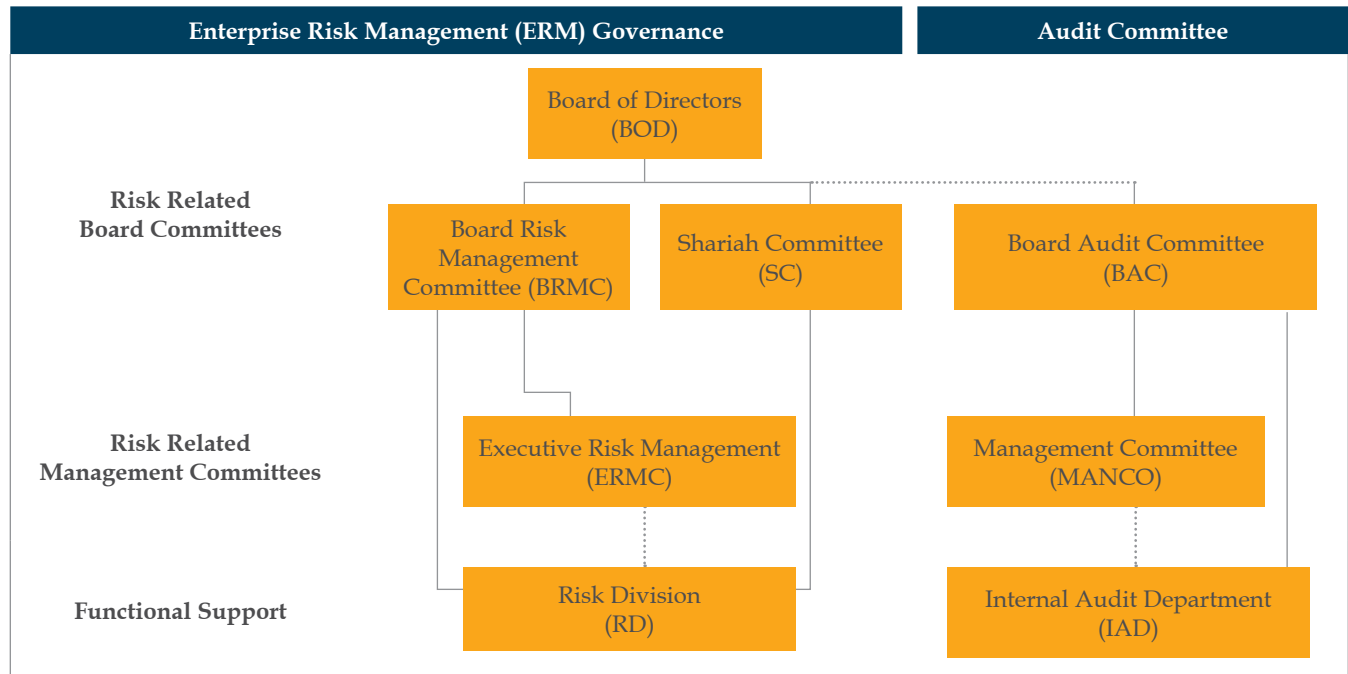 Enterprise Risk Management (ERM) Governance
Audit Committee
Board of Directors
(BOD)
Risk Related
Board Committees
Board Risk
Management
Committee (BRMC)
Shariah Committee
(SC)
Board Audit Committee
(BAC)
Risk Related
Management Committees
Executive Risk Management
(ERMC)
Management Committee
(MANCO)
Functional Support
Risk Division
(RD)
Internal Audit Department
(IAD)